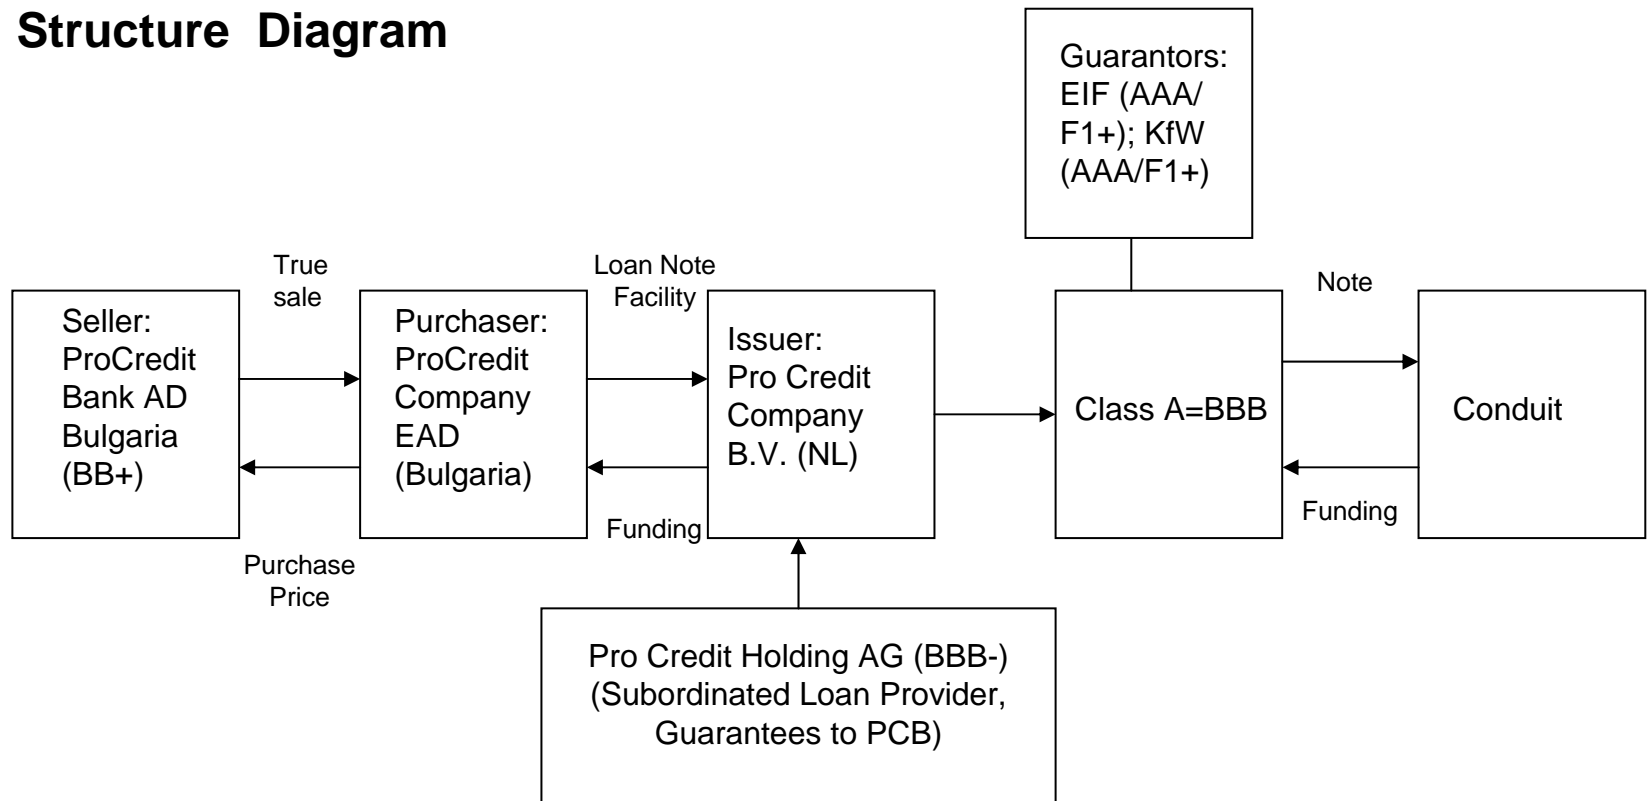 Structure Diagram
Guarantors:
EIF (AAA/
F1+); KfW
(AAA/F1+)
True
sale
Loan Note
Facility
Note
Seller:
ProCredit
Bank AD
Bulgaria
(BB+)
Purchaser:
ProCredit
Company
EAD
(Bulgaria)
Issuer:
Pro Credit
Company
B.V. (NL)
Class A=BBB
Conduit
Purchase
Price
Funding
Funding
Pro Credit Holding AG (BBB-)
(Subordinated Loan Provider,
Guarantees to PCB)